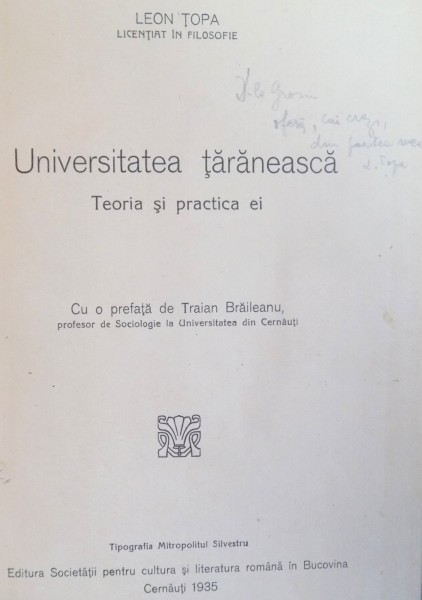 LEON ȚOPA
LICENȚIAT ÎN FILOSOFIE
Universitatea țărănească
Teoria și practica ei
Cu o prefață de Traian Brăileanu,
profesor de Sociologie la Universitatea din Cernăuți
Tipografia Mitropolitul Silvestru
Editura Societății pentru cultura și literatura română în Bucovina
Cernăuți 1935